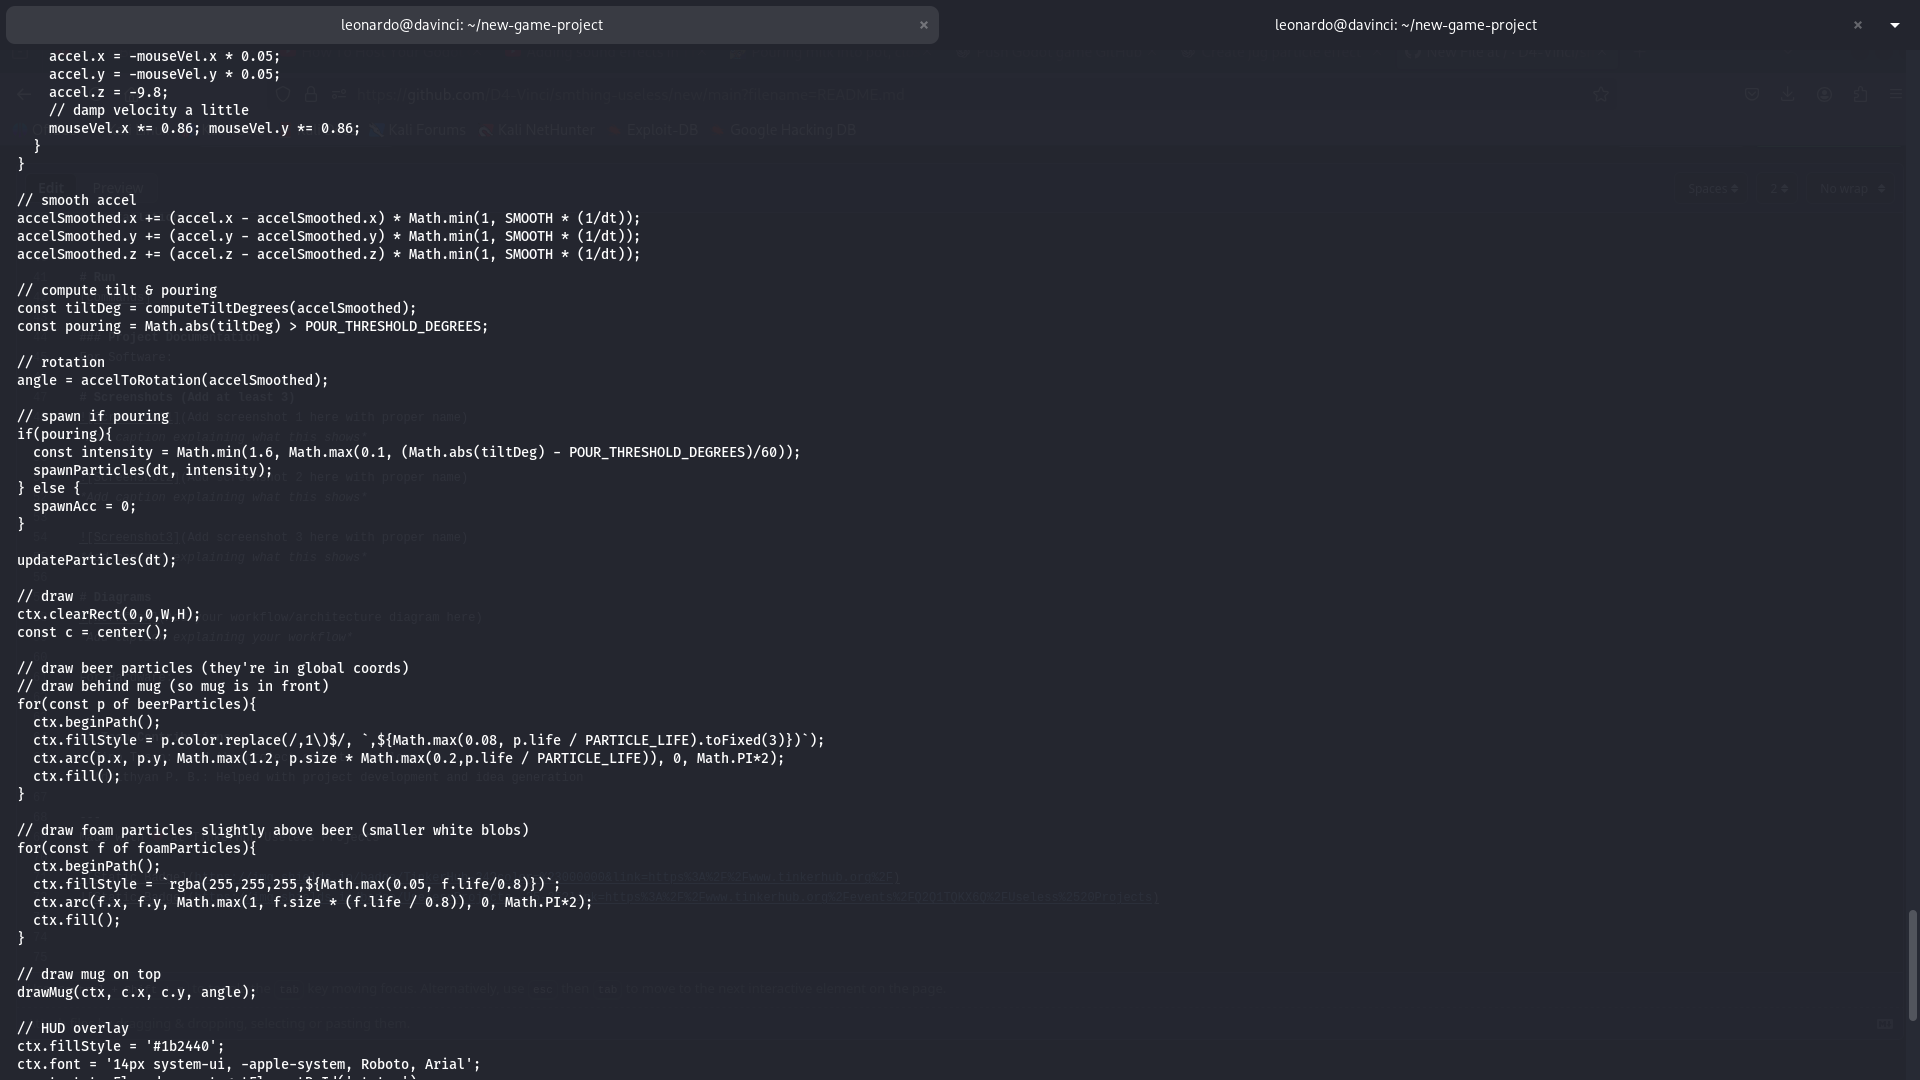 leonardo@davinci: ~/new-game-project
×
leonardo@davinci: ~/new-game-project
×
    accel.x = -mouseVel.x * 0.05;
    accel.y = -mouseVel.y * 0.05;
    accel.z = -9.8;
    // damp velocity a little
    mouseVel.x *= 0.86; mouseVel.y *= 0.86;
  }
}
// smooth accel
accelSmoothed.x += (accel.x - accelSmoothed.x) * Math.min(1, SMOOTH * (1/dt));
accelSmoothed.y += (accel.y - accelSmoothed.y) * Math.min(1, SMOOTH * (1/dt));
accelSmoothed.z += (accel.z - accelSmoothed.z) * Math.min(1, SMOOTH * (1/dt));
// compute tilt & pouring
const tiltDeg = computeTiltDegrees(accelSmoothed);
const pouring = Math.abs(tiltDeg) > POUR_THRESHOLD_DEGREES;
// rotation
angle = accelToRotation(accelSmoothed);
// spawn if pouring
if(pouring){
  const intensity = Math.min(1.6, Math.max(0.1, (Math.abs(tiltDeg) - POUR_THRESHOLD_DEGREES)/60));
  spawnParticles(dt, intensity);
} else {
  spawnAcc = 0;
}
updateParticles(dt);
// draw
ctx.clearRect(0,0,W,H);
const c = center();
// draw beer particles (they're in global coords)
// draw behind mug (so mug is in front)
for(const p of beerParticles){
  ctx.beginPath();
  ctx.fillStyle = p.color.replace(/,1\)$/, `,${Math.max(0.08, p.life / PARTICLE_LIFE).toFixed(3)})`);
  ctx.arc(p.x, p.y, Math.max(1.2, p.size * Math.max(0.2,p.life / PARTICLE_LIFE)), 0, Math.PI*2);
  ctx.fill();
}
// draw foam particles slightly above beer (smaller white blobs)
for(const f of foamParticles){
  ctx.beginPath();
  ctx.fillStyle = `rgba(255,255,255,${Math.max(0.05, f.life/0.8)})`;
  ctx.arc(f.x, f.y, Math.max(1, f.size * (f.life / 0.8)), 0, Math.PI*2);
  ctx.fill();
}
// draw mug on top
drawMug(ctx, c.x, c.y, angle);
// HUD overlay
ctx.fillStyle = '#1b2440';
ctx.font = '14px system-ui, -apple-system, Roboto, Arial';